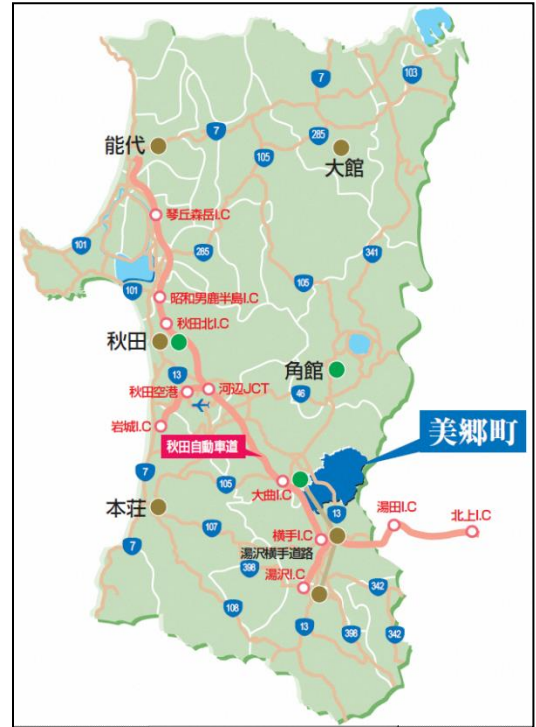 7
103
能代
7
285
大館
105
琴丘森岳I.C
101
285
341
101
昭和男鹿半島I.C
105
秋田北I.C
秋田
13
角館
河辺JCT
46
秋田空港
岩城I.C
美郷町
秋田自動車道
7
105
大曲I.C
本荘
13
湯田I.C
北上I.C
107
横手I.C
湯沢横手道路
7
398
湯沢I.C
342
108
13
398
342